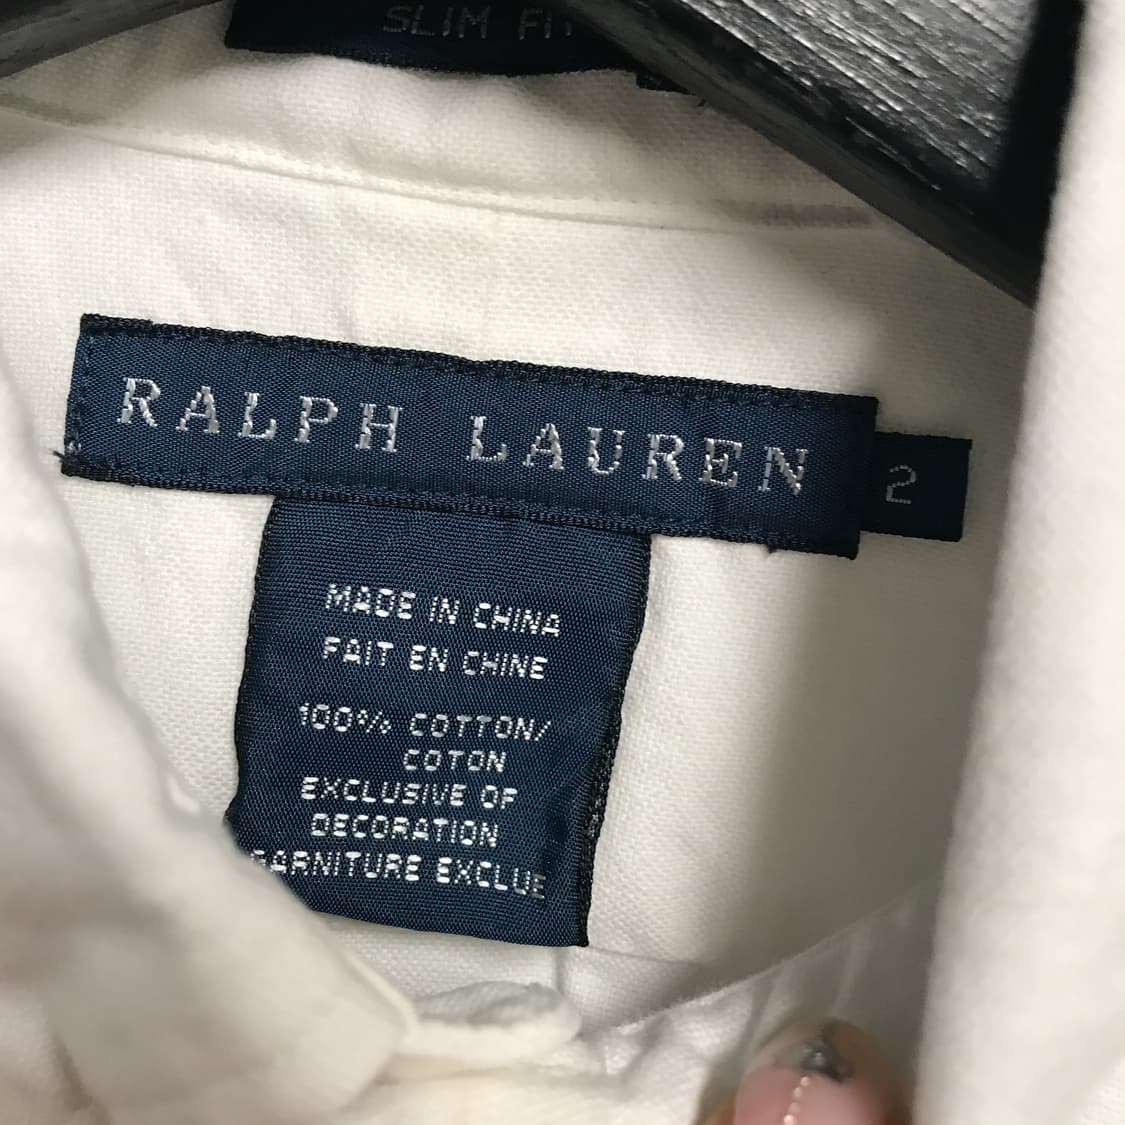 SLIM FIT
RALPH LAUREN
2
MADE IN CHINA
FAIT EN CHINE
100% COTTON/
COTON
EXCLUSIVE OF
DECORATION
GARNITURE EXCLUE